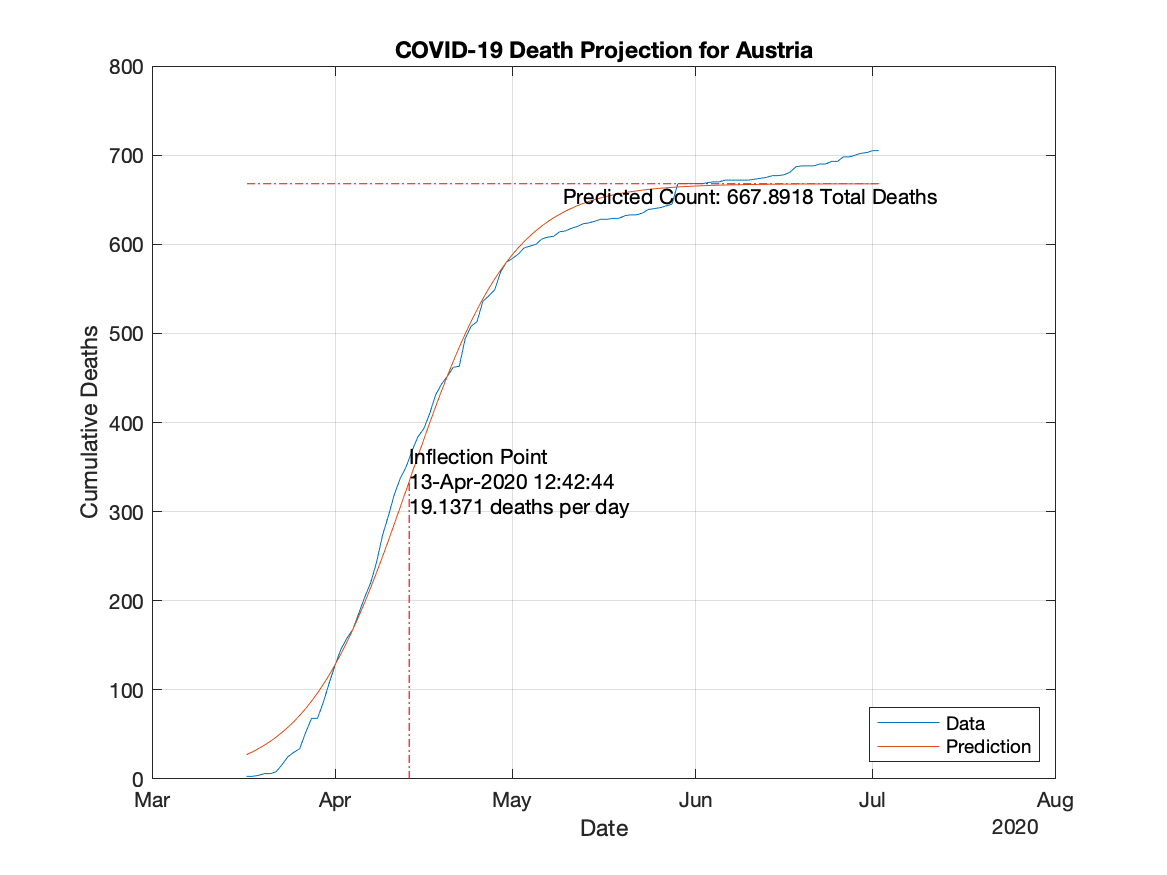 COVID-19 Death Projection for Austria
800
700
600
500
400
300
200
100
0
Cumulative Deaths
Predicted Count: 667.8918 Total Deaths
Inflection Point
13-Apr-2020 12:42:44
19.1371 deaths per day
Data
Prediction
Mar Apr May Jun Jul Aug
Date
2020